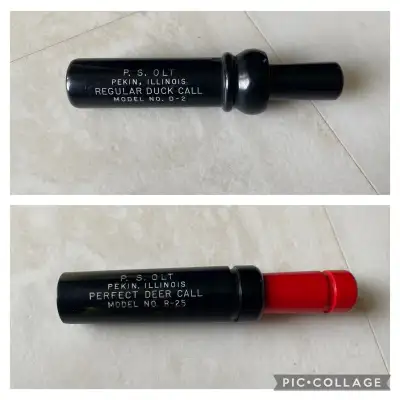 P. S. OLT
PEKIN, ILLINOIS
REGULAR DUCK CALL
MODEL NO. D-2
P. S. OLT
PEKIN, ILLINOIS
PERFECT DEER CALL
MODEL NO. R-25
PIC•COLLAGE